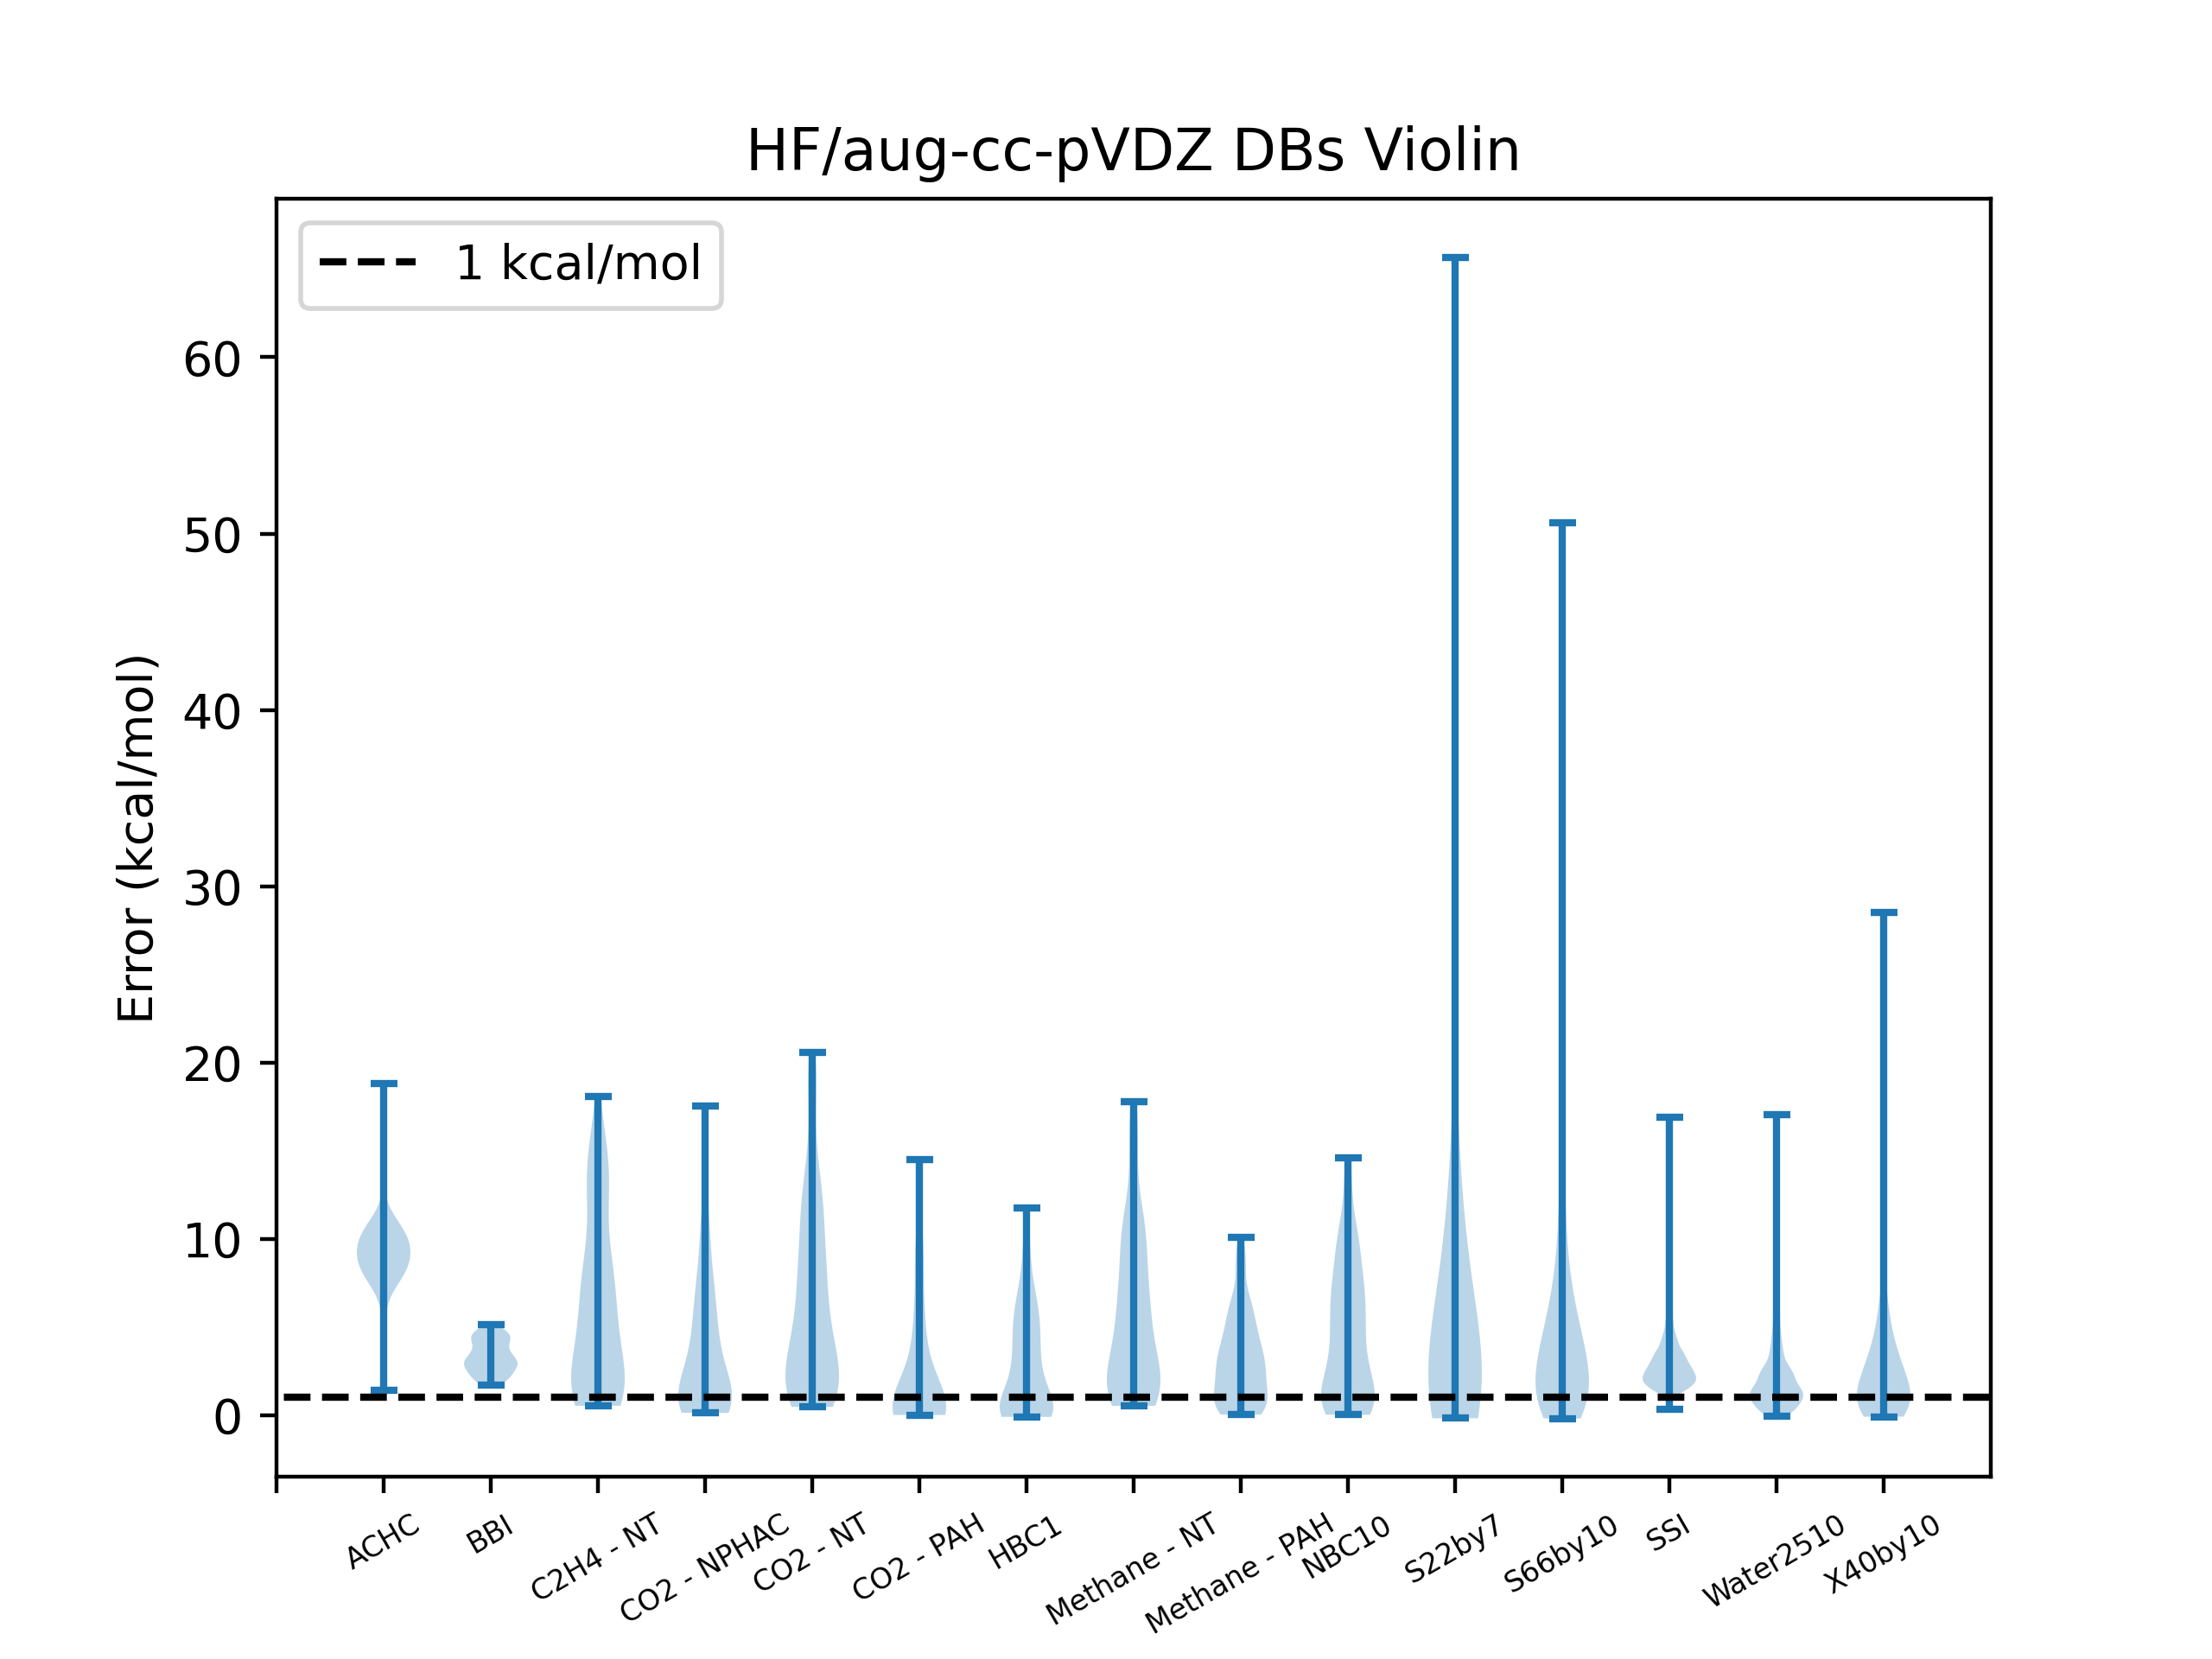 HF/aug-cc-pVDZ DBs Violin
1 kcal/mol
Error (kcal/mol)
60
50
40
30
20
10
0
ACHC
BBI
C2H4 - NT
CO2 - NPHAC
CO2 - NT
CO2 - PAH
HBC1
Methane - NT
Methane - PAH
NBC10
S22by7
S66by10
SSI
Water2510
X40by10